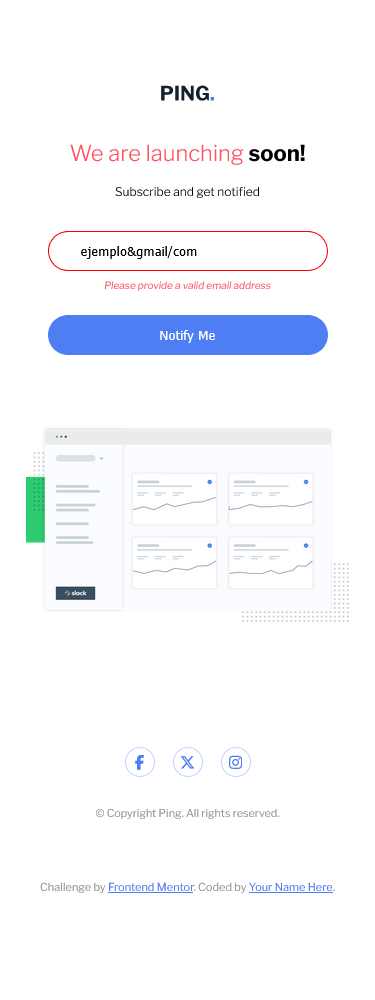 PING.
We are launching soon!
Subscribe and get notified
ejemplo&gmail/com
Please provide a valid email address
Notify Me
slack
© Copyright Ping. All rights reserved.
Challenge by Frontend Mentor. Coded by Your Name Here.